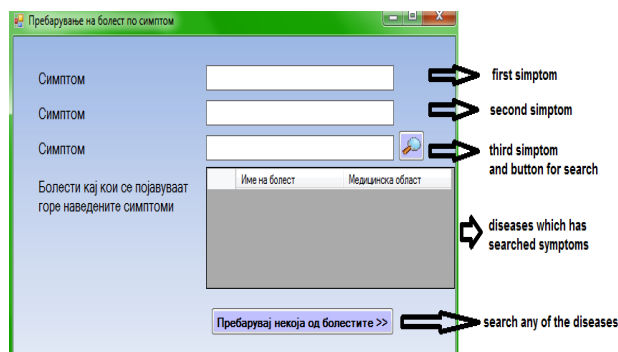 Пребарување на болест по симптом
Симптом
first simptom
Симптом
second simptom
Симптом
third simptom
and button for search
Болести кај кои се појавуваат
горе наведените симптоми
Име на болест
Медицинска област
diseases which has
searched symptoms
Пребарувај некоја од болестите >>
search any of the diseases